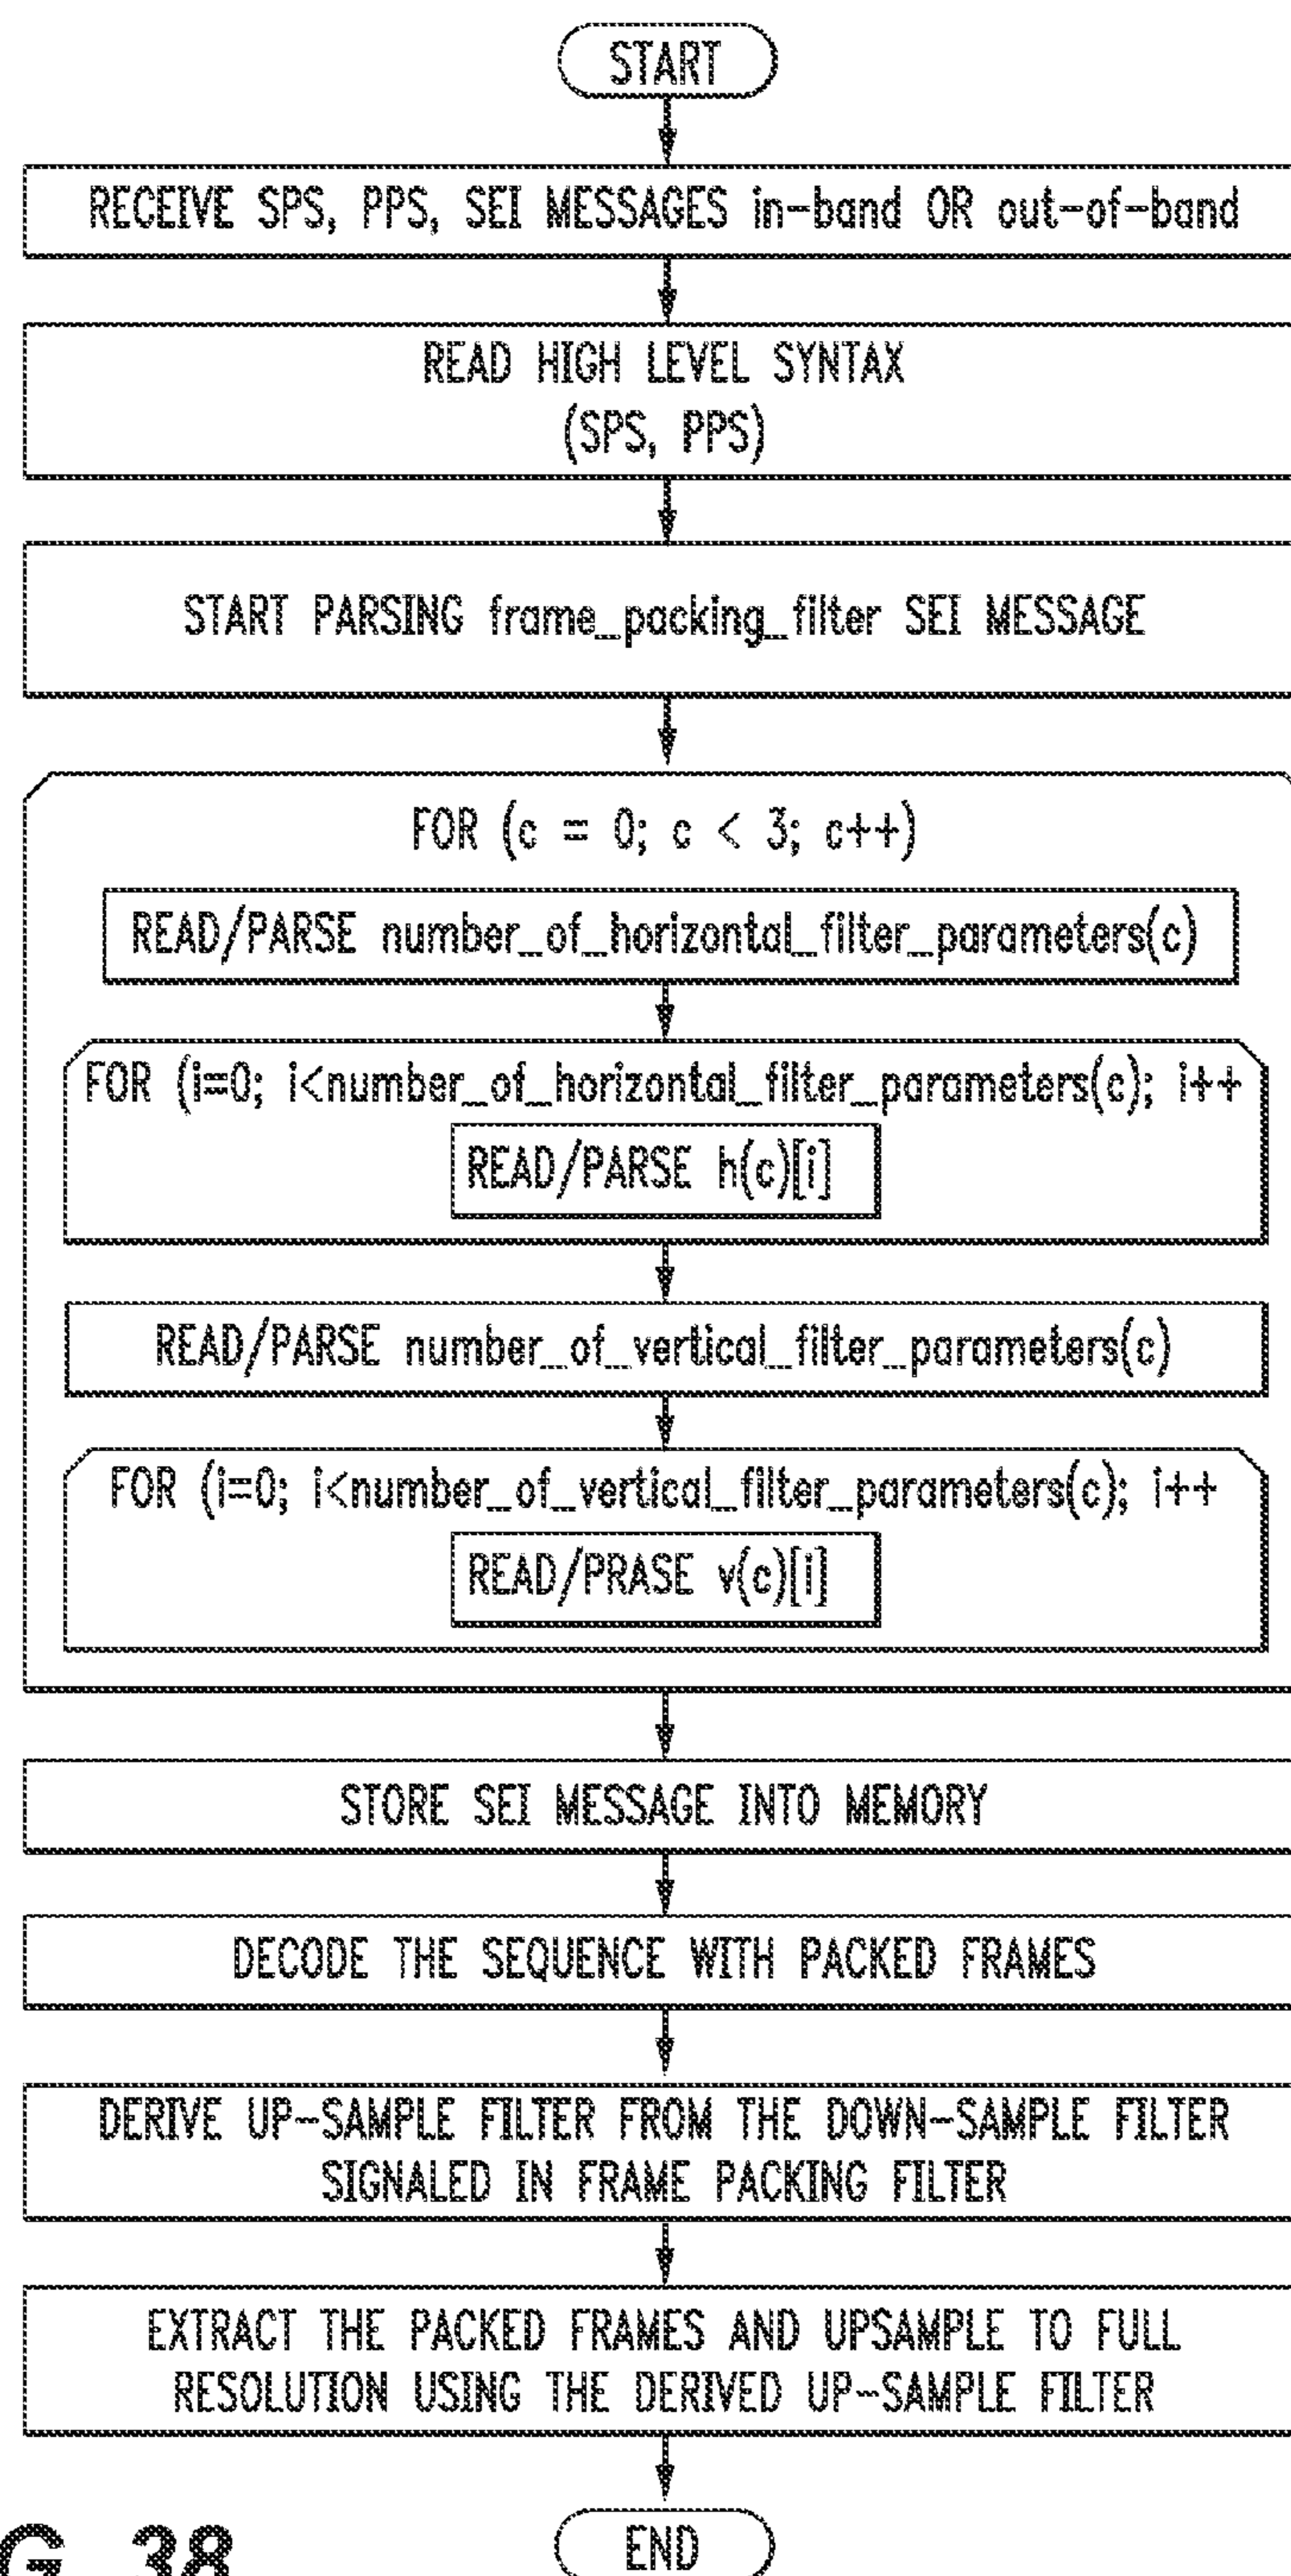 START
RECEIVE SPS, PPS, SEI MESSAGES in-band OR out-of-band
READ HIGH LEVEL SYNTAX
(SPS, PPS)
START PARSING frame_packing_filter SEI MESSAGE
FOR (c = 0; c < 3; c++)
READ/PARSE number_of_horizontal_filter_parameters(c)
FOR (i=0; i<number_of_horizontal_filter_parameters(c); i++
READ/PARSE h(c)[i]
READ/PARSE number_of_vertical_filter_parameters(c)
FOR (i=0; i<number_of_vertical_filter_parameters(c); i++
READ/PRASE v(c)[i]
STORE SEI MESSAGE INTO MEMORY
DECODE THE SEQUENCE WITH PACKED FRAMES
DERIVE UP-SAMPLE FILTER FROM THE DOWN-SAMPLE FILTER
SIGNALED IN FRAME PACKING FILTER
EXTRACT THE PACKED FRAMES AND UPSAMPLE TO FULL
RESOLUTION USING THE DERIVED UP-SAMPLE FILTER
END
G 38